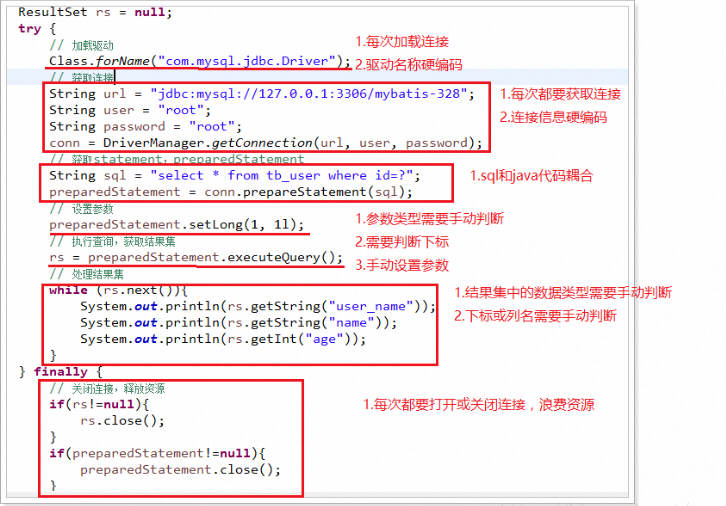 ResultSet rs = null;
try {
// 加载驱动
Class.forName("com.mysql.jdbc.Driver");
1.每次加载连接
2.驱动名称硬编码
// 获取连接
String url = "jdbc:mysql://127.0.0.1:3306/mybatis-328";
String user = "root";
String password = "root";
conn = DriverManager.getConnection(url, user, password);
1.每次都要获取连接
2.连接信息硬编码
// 获取statement，preparedStatement
String sql = "select * from tb_user where id=?";
preparedStatement = conn.prepareStatement(sql);
1.sql和java代码耦合
// 设置参数
preparedStatement.setLong(1, 1l);
// 执行查询，获取结果集
rs = preparedStatement.executeQuery();
1.参数类型需要手动判断
2.需要判断下标
3.手动设置参数
// 处理结果集
while (rs.next()){
System.out.println(rs.getString("user_name"));
System.out.println(rs.getString("name"));
System.out.println(rs.getInt("age"));
}
1.结果集中的数据类型需要手动判断
2.下标或列名需要手动判断
} finally {
// 关闭连接，释放资源
if(rs!=null){
rs.close();
}
if(preparedStatement!=null){
preparedStatement.close();
}
1.每次都要打开或关闭连接，浪费资源